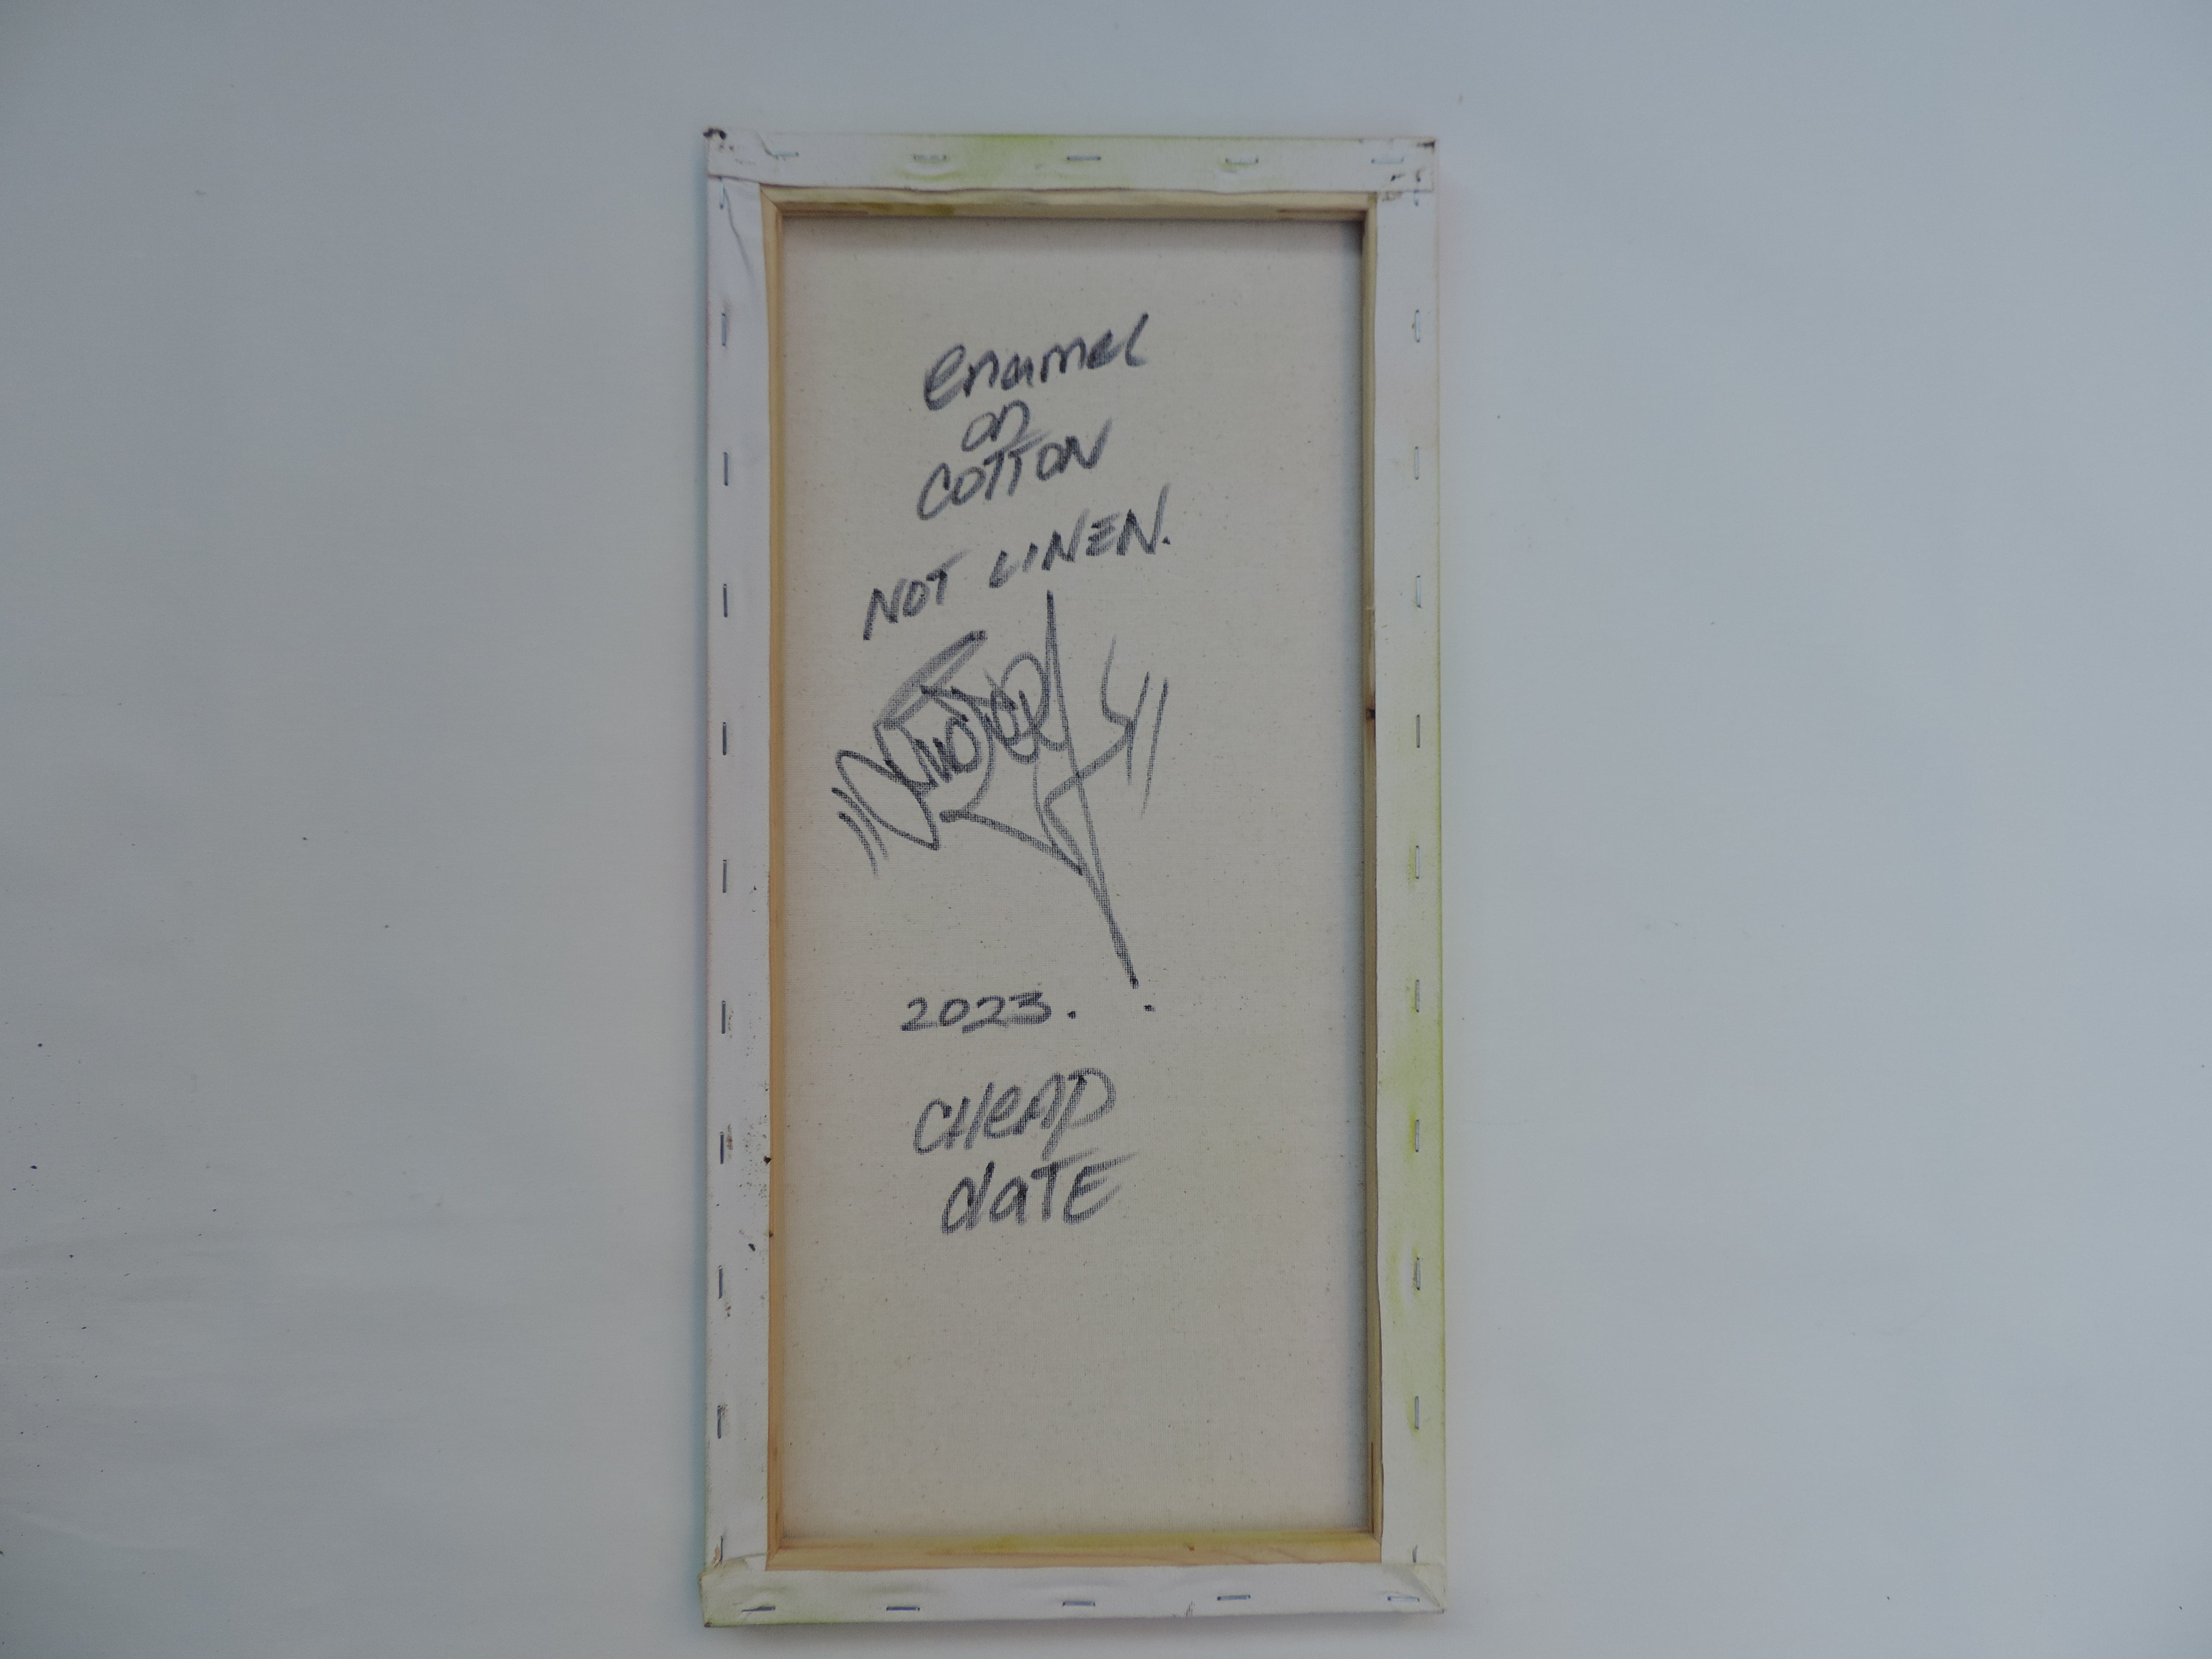 enamel
on
COTTON
NOT LINEN.
2023.
CHeAP
daTE